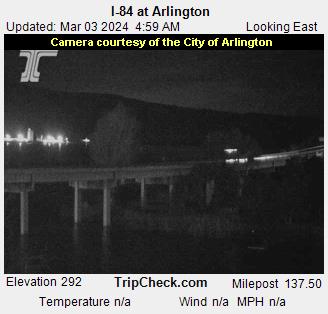 I-84 at Arlington
Updated: Mar 03 2024 4:59 AM Looking East
Camera courtesy of the City of Arlington
Elevation 292 TripCheck.com Milepost 137.50
Temperature n/a Wind n/a MPH n/a